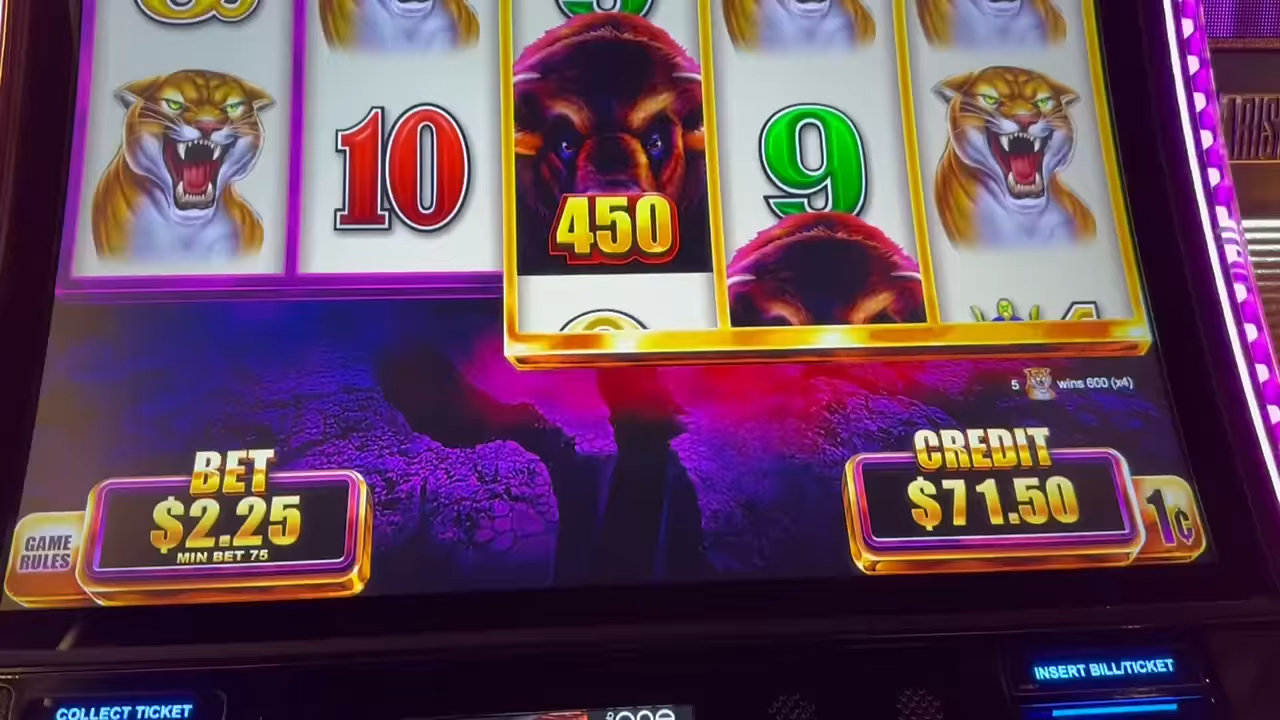 10
9
450
5 wins 600 (x4)
BET
$2.25
MIN BET 75
CREDIT
$71.50
1¢
GAME
RULES
INSERT BILL/TICKET
COLLECT TICKET